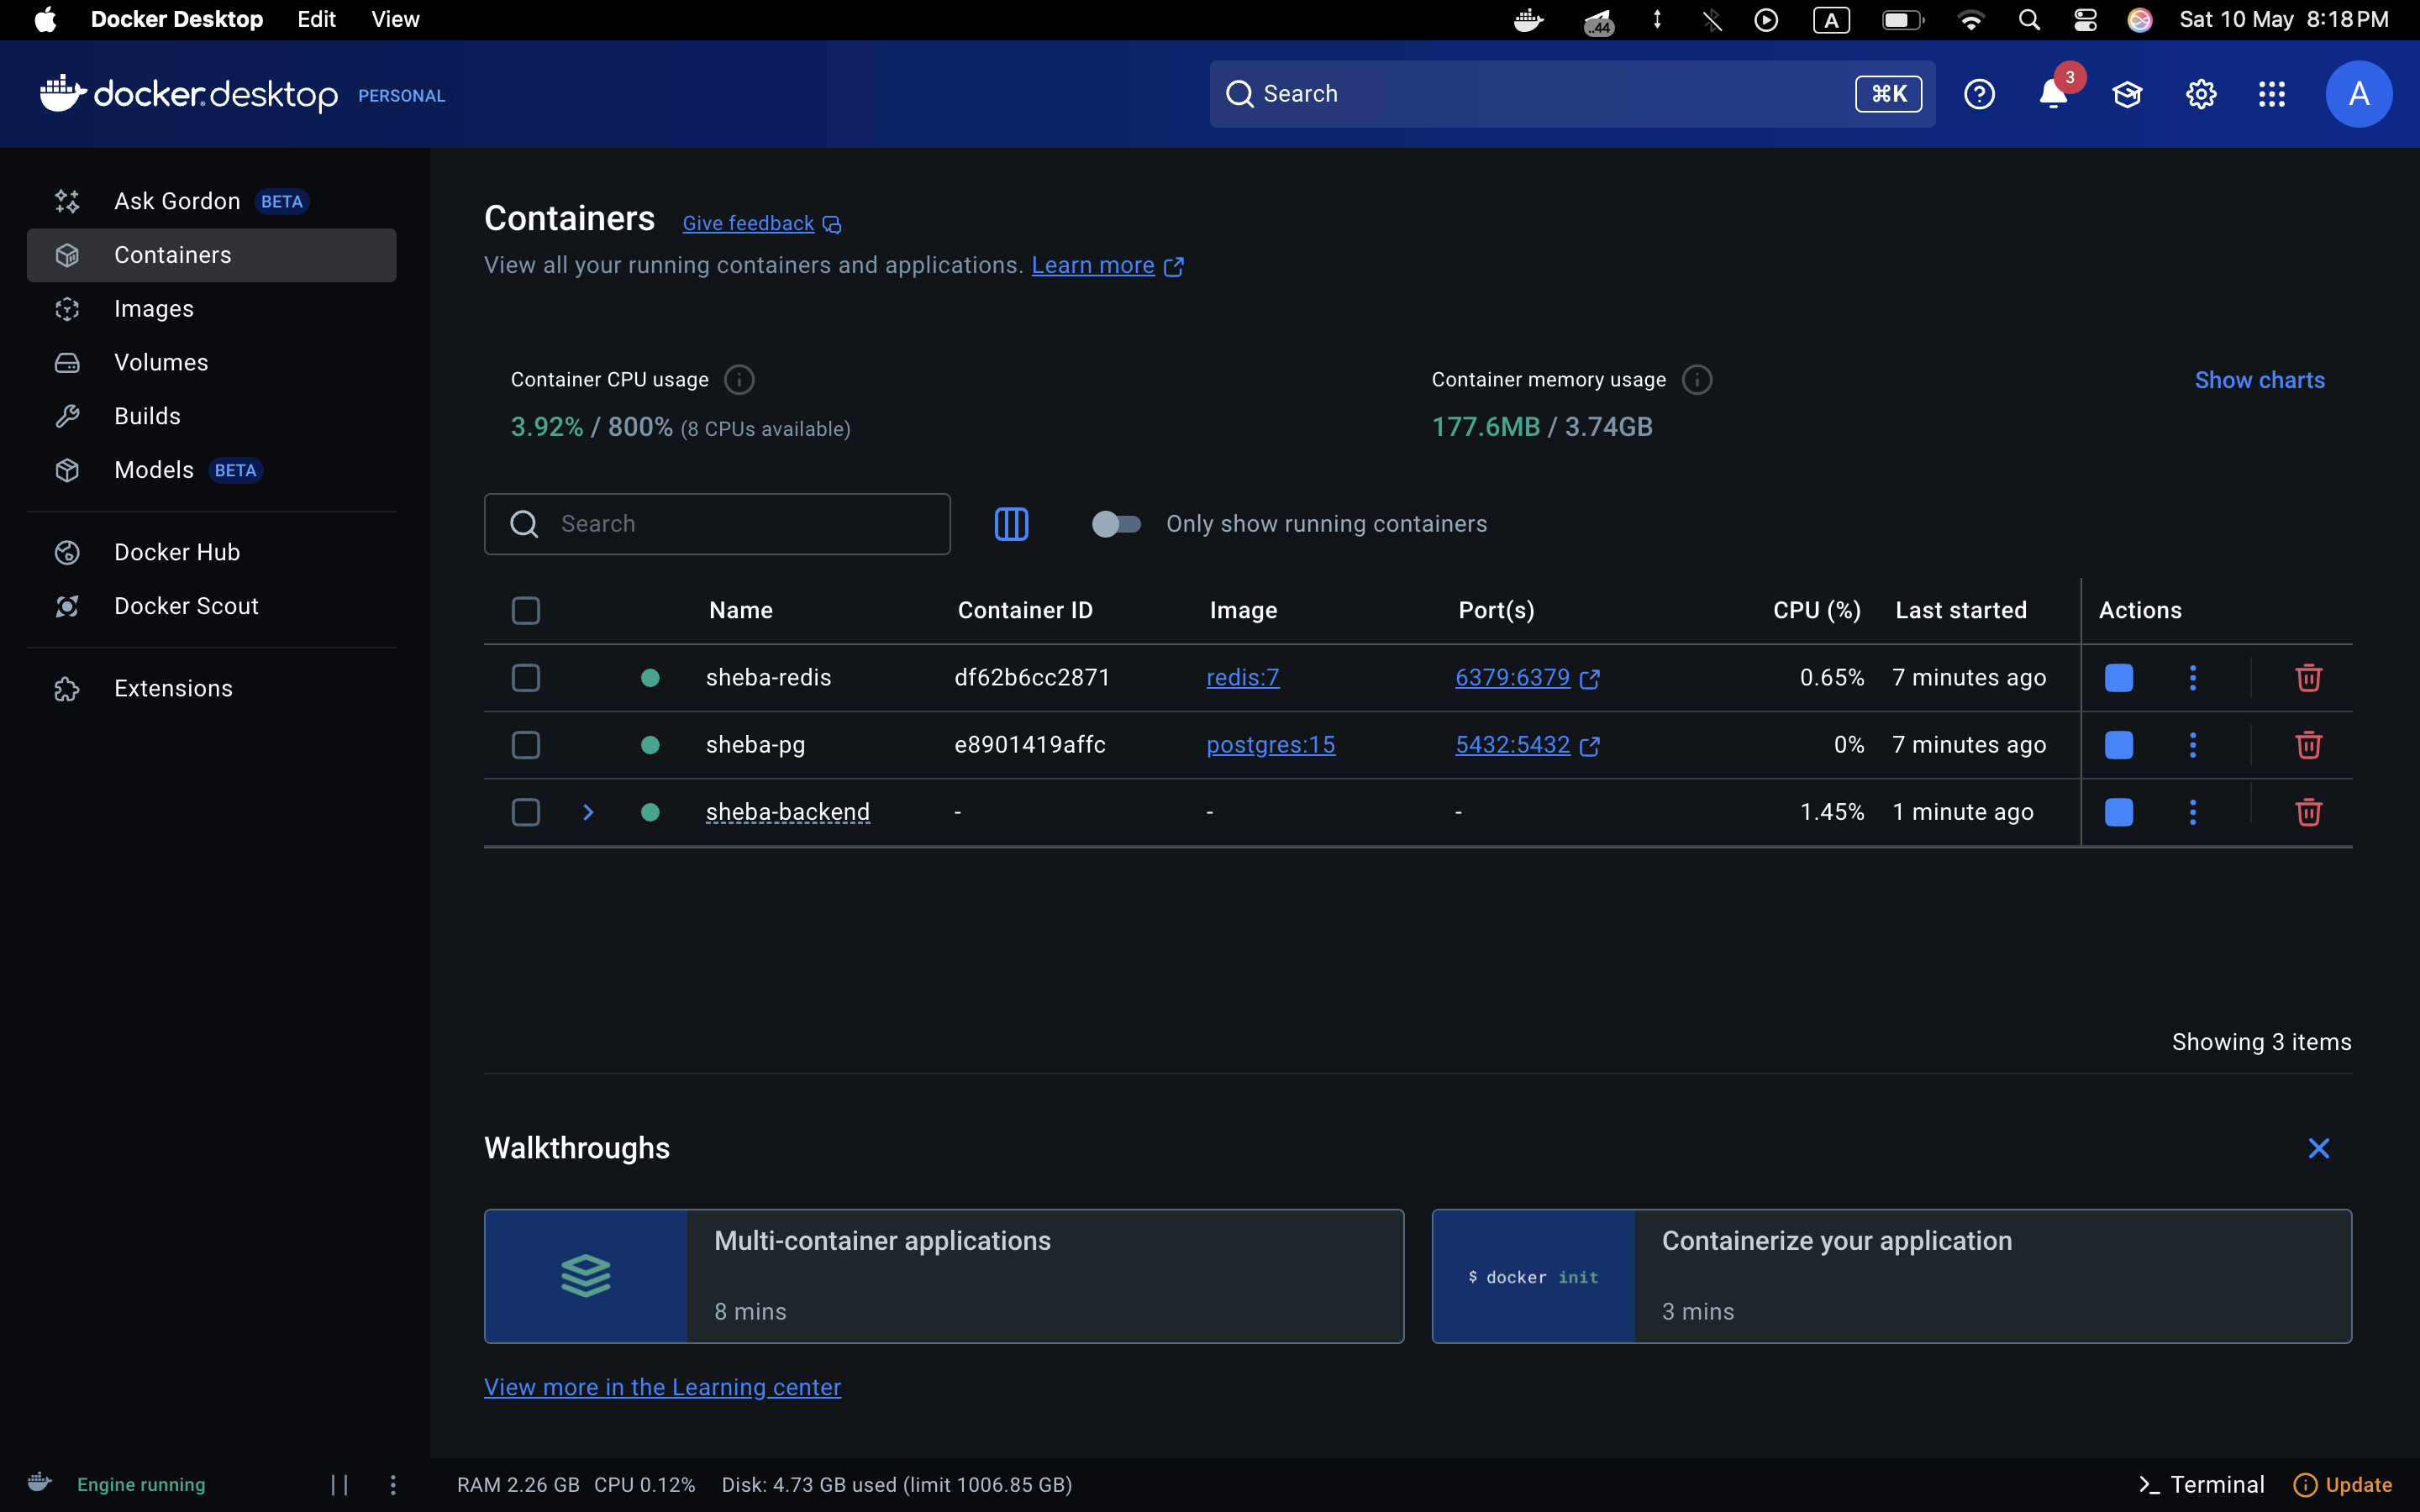 Docker Desktop Edit View
..44 A Sat 10 May 8:18 PM
docker desktop PERSONAL
Search ⌘K 3 A
Ask Gordon BETA
Containers
Images
Volumes
Builds
Models BETA
Docker Hub
Docker Scout
Extensions
Containers Give feedback
View all your running containers and applications. Learn more
Container CPU usage
3.92% / 800% (8 CPUs available)
Container memory usage
177.6MB / 3.74GB
Show charts
Search
Only show running containers
Name Container ID Image Port(s) CPU (%) Last started Actions
sheba-redis df62b6cc2871 redis:7 6379:6379 0.65% 7 minutes ago
sheba-pg e8901419affc postgres:15 5432:5432 0% 7 minutes ago
sheba-backend - - - 1.45% 1 minute ago
Showing 3 items
Walkthroughs
Multi-container applications
8 mins
$ docker init
Containerize your application
3 mins
View more in the Learning center
Engine running
RAM 2.26 GB CPU 0.12% Disk: 4.73 GB used (limit 1006.85 GB)
>_ Terminal
Update